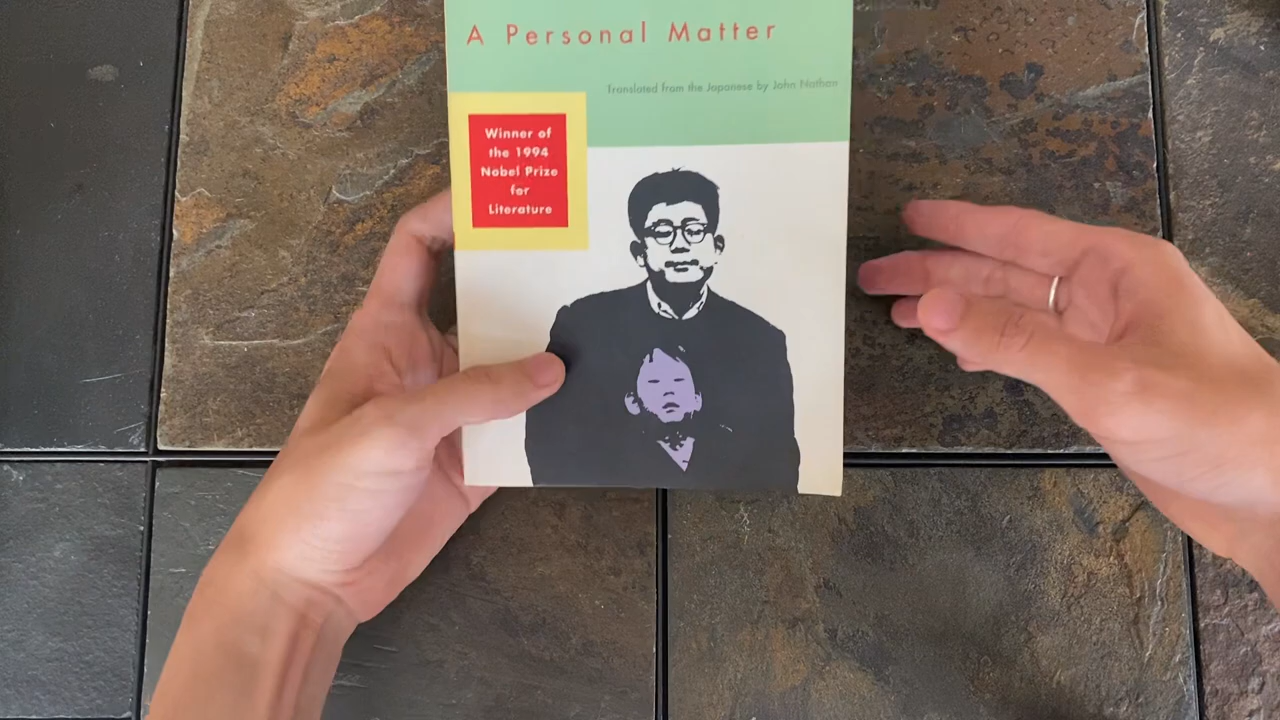 A Personal Matter
Translated from the Japanese by John Nathan
Winner of
the 1994
Nobel Prize
for
Literature